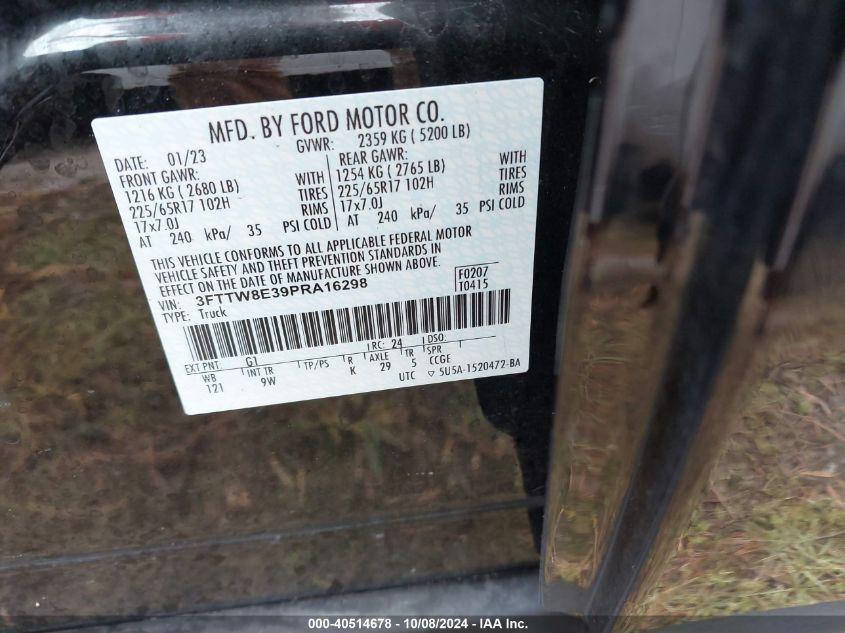 MFD. BY FORD MOTOR CO.
DATE: 01/23 GVWR: 2359 KG ( 5200 LB)
FRONT GAWR: WITH REAR GAWR: WITH
1216 KG ( 2680 LB) TIRES 1254 KG ( 2765 LB) TIRES
225/65R17 102H RIMS 225/65R17 102H RIMS
17x7.0J 17x7.0J
AT 240 kPa/ 35 PSI COLD AT 240 kPa/ 35 PSI COLD
THIS VEHICLE CONFORMS TO ALL APPLICABLE FEDERAL MOTOR
VEHICLE SAFETY AND THEFT PREVENTION STANDARDS IN
EFFECT ON THE DATE OF MANUFACTURE SHOWN ABOVE.
VIN: 3FTTW8E39PRA16298 F0207
TYPE: Truck T0415
EXT PNT: G1 RC: 24 DSO:
WB INT TR TP/PS R AXLE TR SPR
121 9W K 29 5 CCGE
UTC ▽ 5U5A-1520472-BA
000-40514678 - 10/08/2024 - IAA Inc.